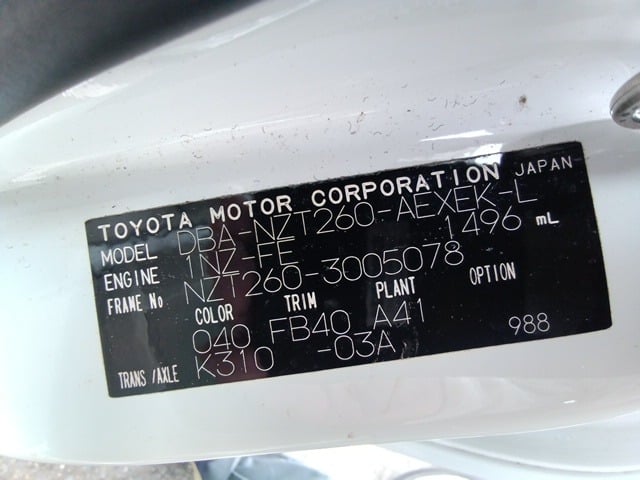 TOYOTA MOTOR CORPORATION JAPAN
MODEL DBA-NZT260-AEXEK-L
ENGINE 1NZ-FE 1496 mL
FRAME No NZT260-3005078
COLOR TRIM PLANT OPTION
040 FB40 A41
TRANS/AXLE K310 -03A 988